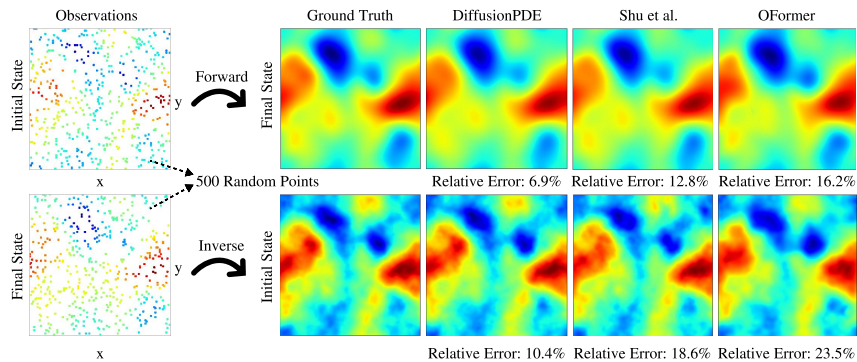 Observations
Ground Truth
DiffusionPDE
Shu et al.
OFormer
Initial State
y
Forward
Final State
x
500 Random Points
Relative Error: 6.9%
Relative Error: 12.8%
Relative Error: 16.2%
Final State
y
Inverse
Initial State
x
Relative Error: 10.4%
Relative Error: 18.6%
Relative Error: 23.5%